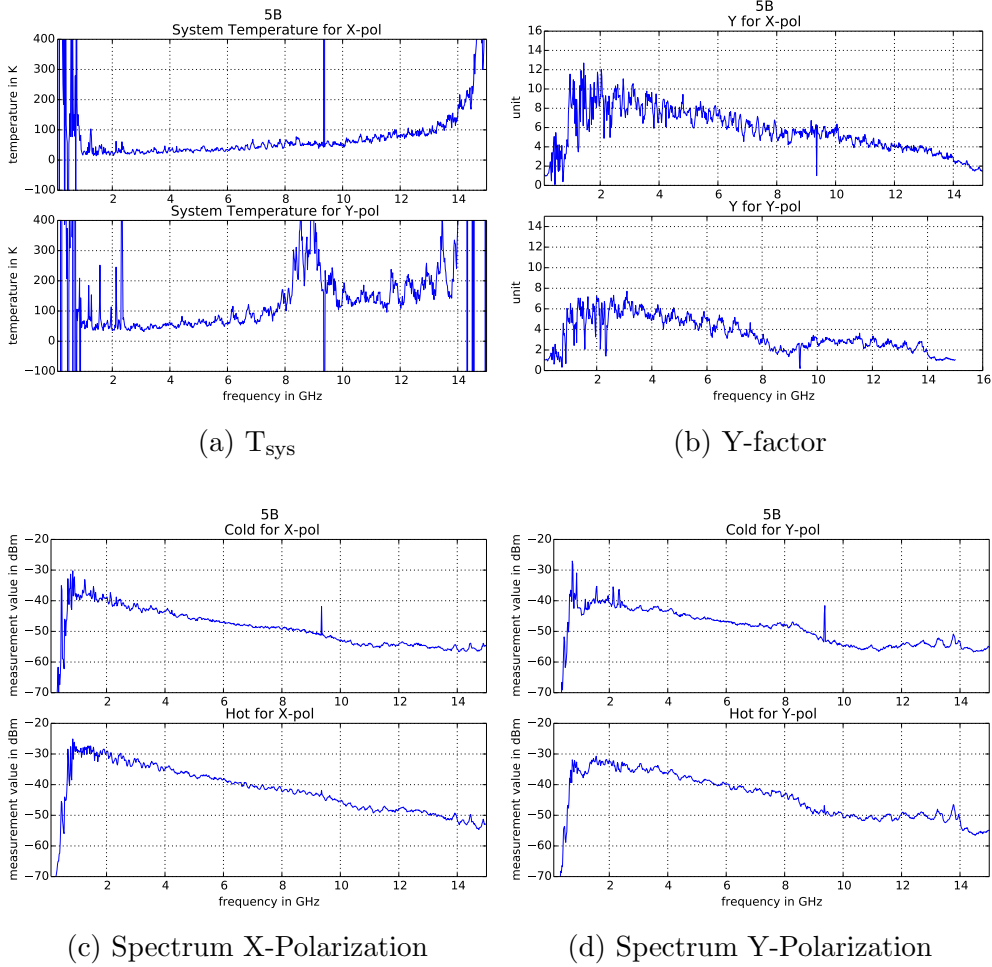 5B
System Temperature for X-pol
temperature in K
400
300
200
100
0
−100
2 4 6 8 10 12 14
System Temperature for Y-pol
temperature in K
400
300
200
100
0
−100
2 4 6 8 10 12 14
frequency in GHz
(a) Tsys
5B
Y for X-pol
unit
16
14
12
10
8
6
4
2
0
2 4 6 8 10 12 14
Y for Y-pol
unit
14
12
10
8
6
4
2
0
2 4 6 8 10 12 14 16
frequency in GHz
(b) Y-factor
5B
Cold for X-pol
measurement value in dBm
−20
−30
−40
−50
−60
−70
2 4 6 8 10 12 14
Hot for X-pol
measurement value in dBm
−20
−30
−40
−50
−60
−70
2 4 6 8 10 12 14
frequency in GHz
(c) Spectrum X-Polarization
5B
Cold for Y-pol
measurement value in dBm
−20
−30
−40
−50
−60
−70
2 4 6 8 10 12 14
Hot for Y-pol
measurement value in dBm
−20
−30
−40
−50
−60
−70
2 4 6 8 10 12 14
frequency in GHz
(d) Spectrum Y-Polarization